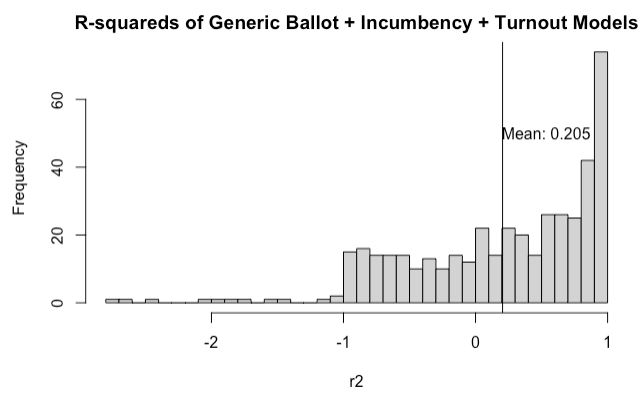 R-squareds of Generic Ballot + Incumbency + Turnout Models
Frequency
60
40
20
0
Mean: 0.205
-2 -1 0 1
r2